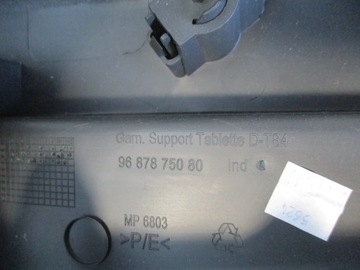 Garn. Support Tablette D-T84
96 878 750 80 ind
MP 6803
>P/E<